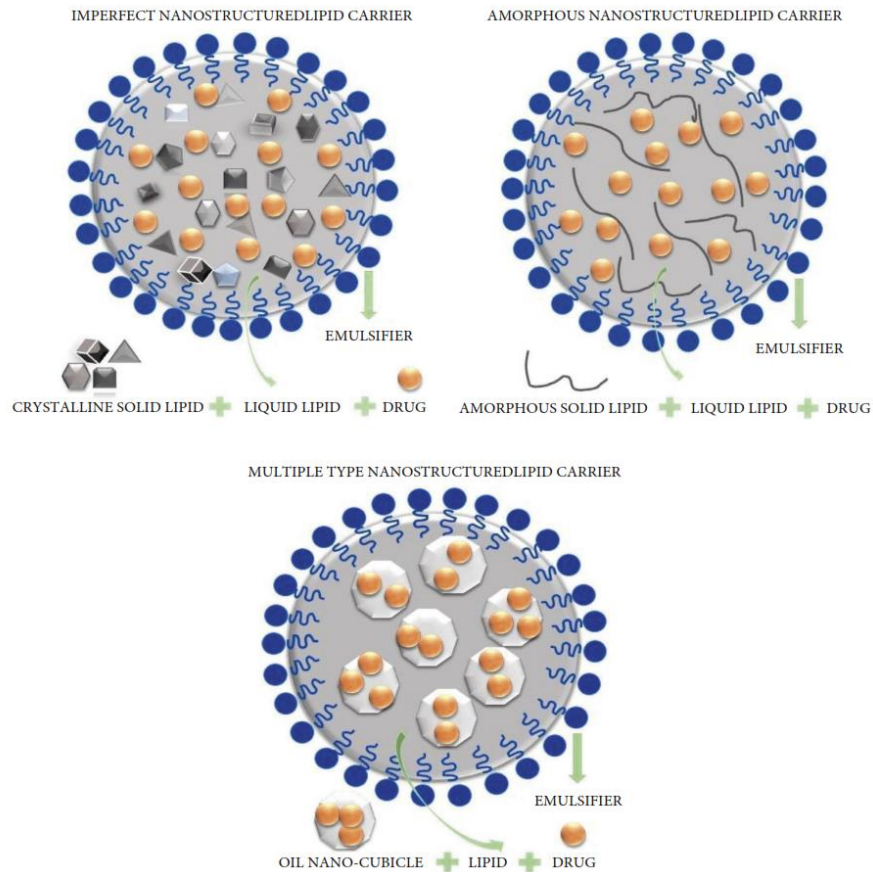 IMPERFECT NANOSTRUCTUREDLIPID CARRIER
AMORPHOUS NANOSTRUCTUREDLIPID CARRIER
EMULSIFIER
EMULSIFIER
CRYSTALLINE SOLID LIPID + LIQUID LIPID + DRUG
AMORPHOUS SOLID LIPID + LIQUID LIPID + DRUG
MULTIPLE TYPE NANOSTRUCTUREDLIPID CARRIER
EMULSIFIER
OIL NANO-CUBICLE + LIPID + DRUG